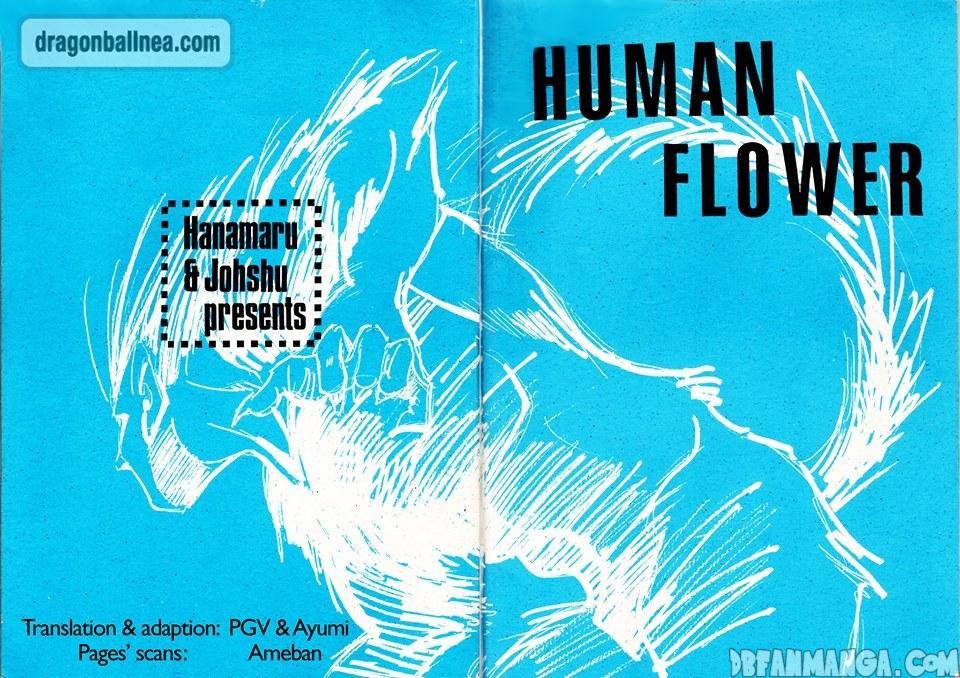 dragonballnea.com
HUMAN
FLOWER
Hanamaru
& Johshu
presents
Translation & adaption: PGV & Ayumi
Pages' scans: Ameban
DBFANMANGA.COM